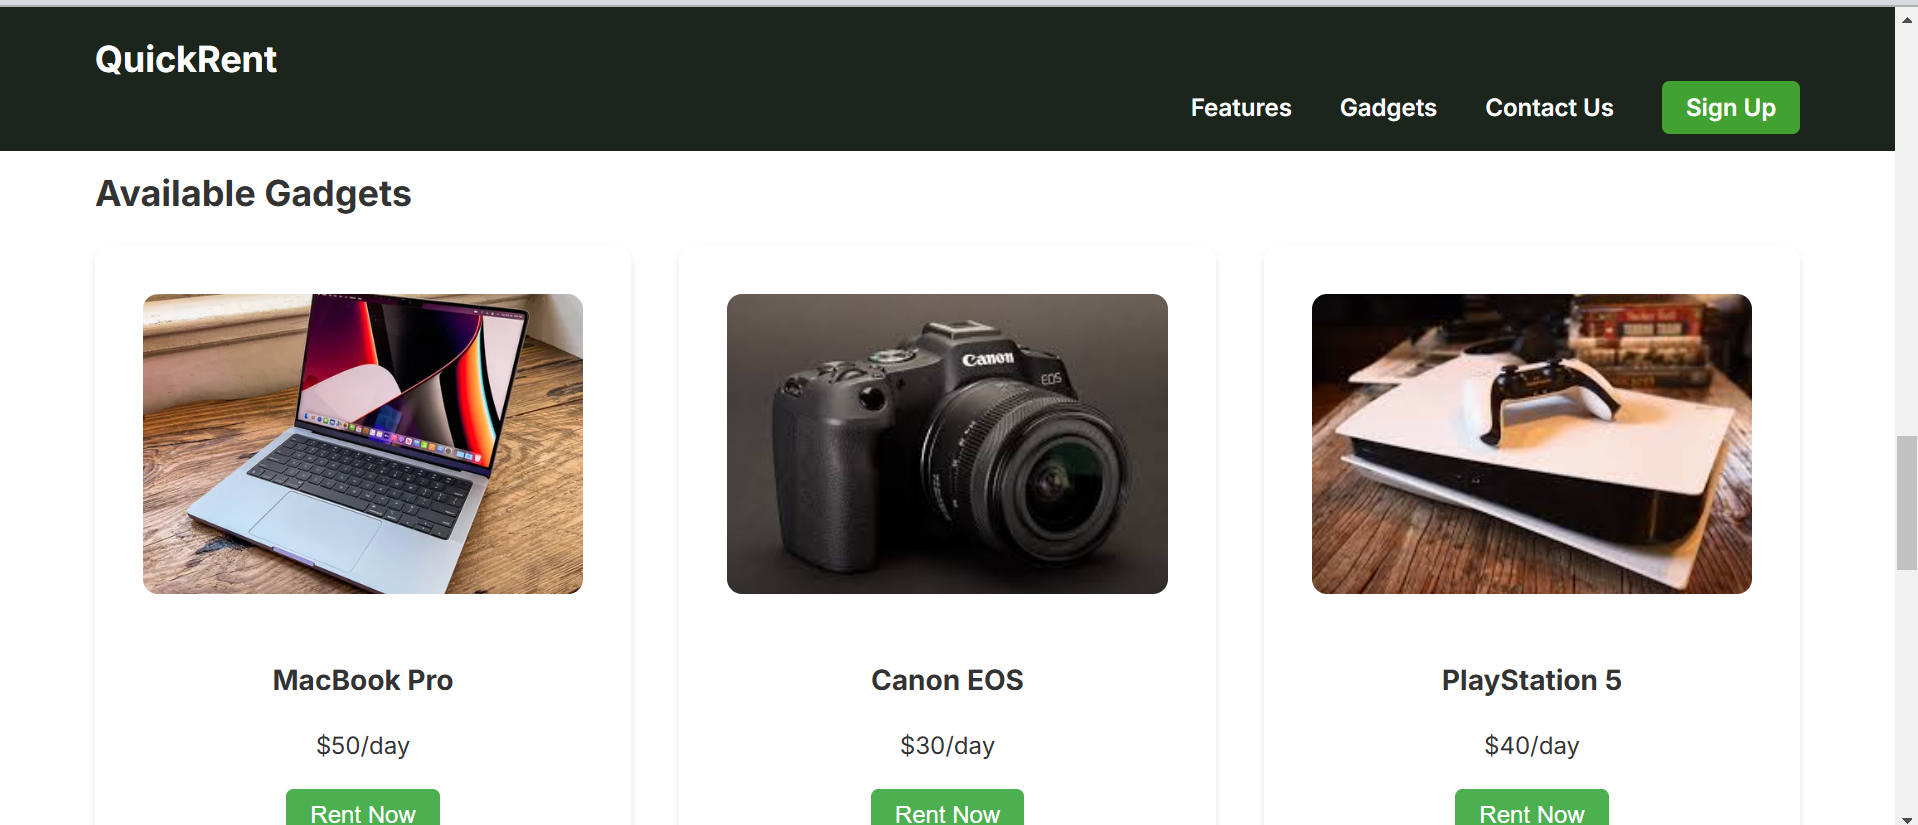 QuickRent
Features Gadgets Contact Us Sign Up
Available Gadgets
Canon
EOS
MacBook Pro
Canon EOS
PlayStation 5
$50/day
$30/day
$40/day
Rent Now
Rent Now
Rent Now